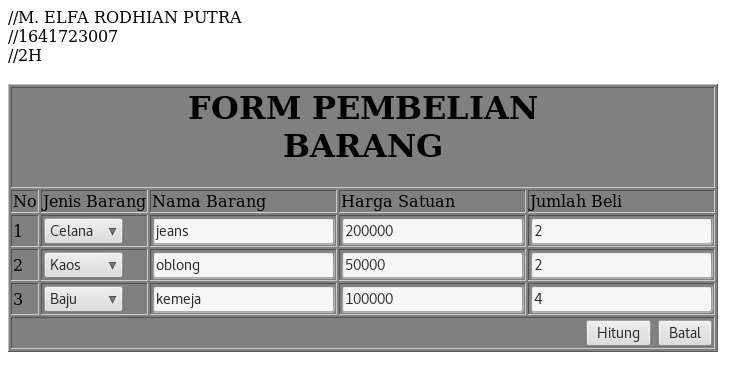 //M. ELFA RODHIAN PUTRA
//1641723007
//2H
FORM PEMBELIAN
BARANG
No Jenis Barang Nama Barang Harga Satuan Jumlah Beli
1 Celana jeans 200000 2
2 Kaos oblong 50000 2
3 Baju kemeja 100000 4
Hitung Batal